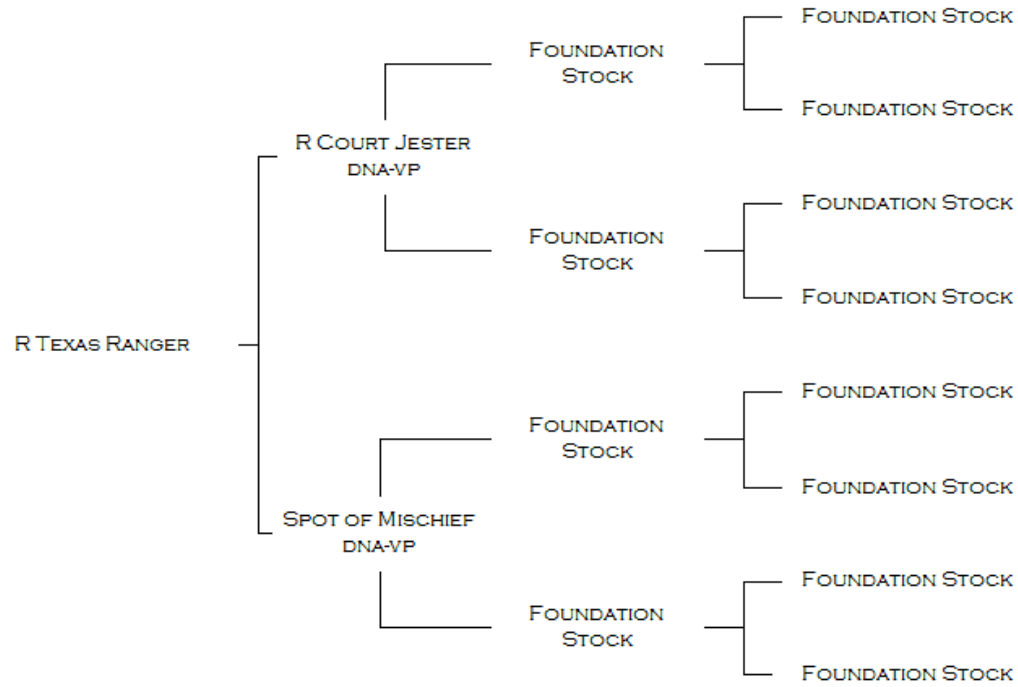 Foundation Stock
Foundation
Stock
Foundation Stock
R Court Jester
DNA-VP
Foundation Stock
Foundation
Stock
Foundation Stock
R Texas Ranger
Foundation Stock
Foundation
Stock
Foundation Stock
Spot of Mischief
DNA-VP
Foundation Stock
Foundation
Stock
Foundation Stock